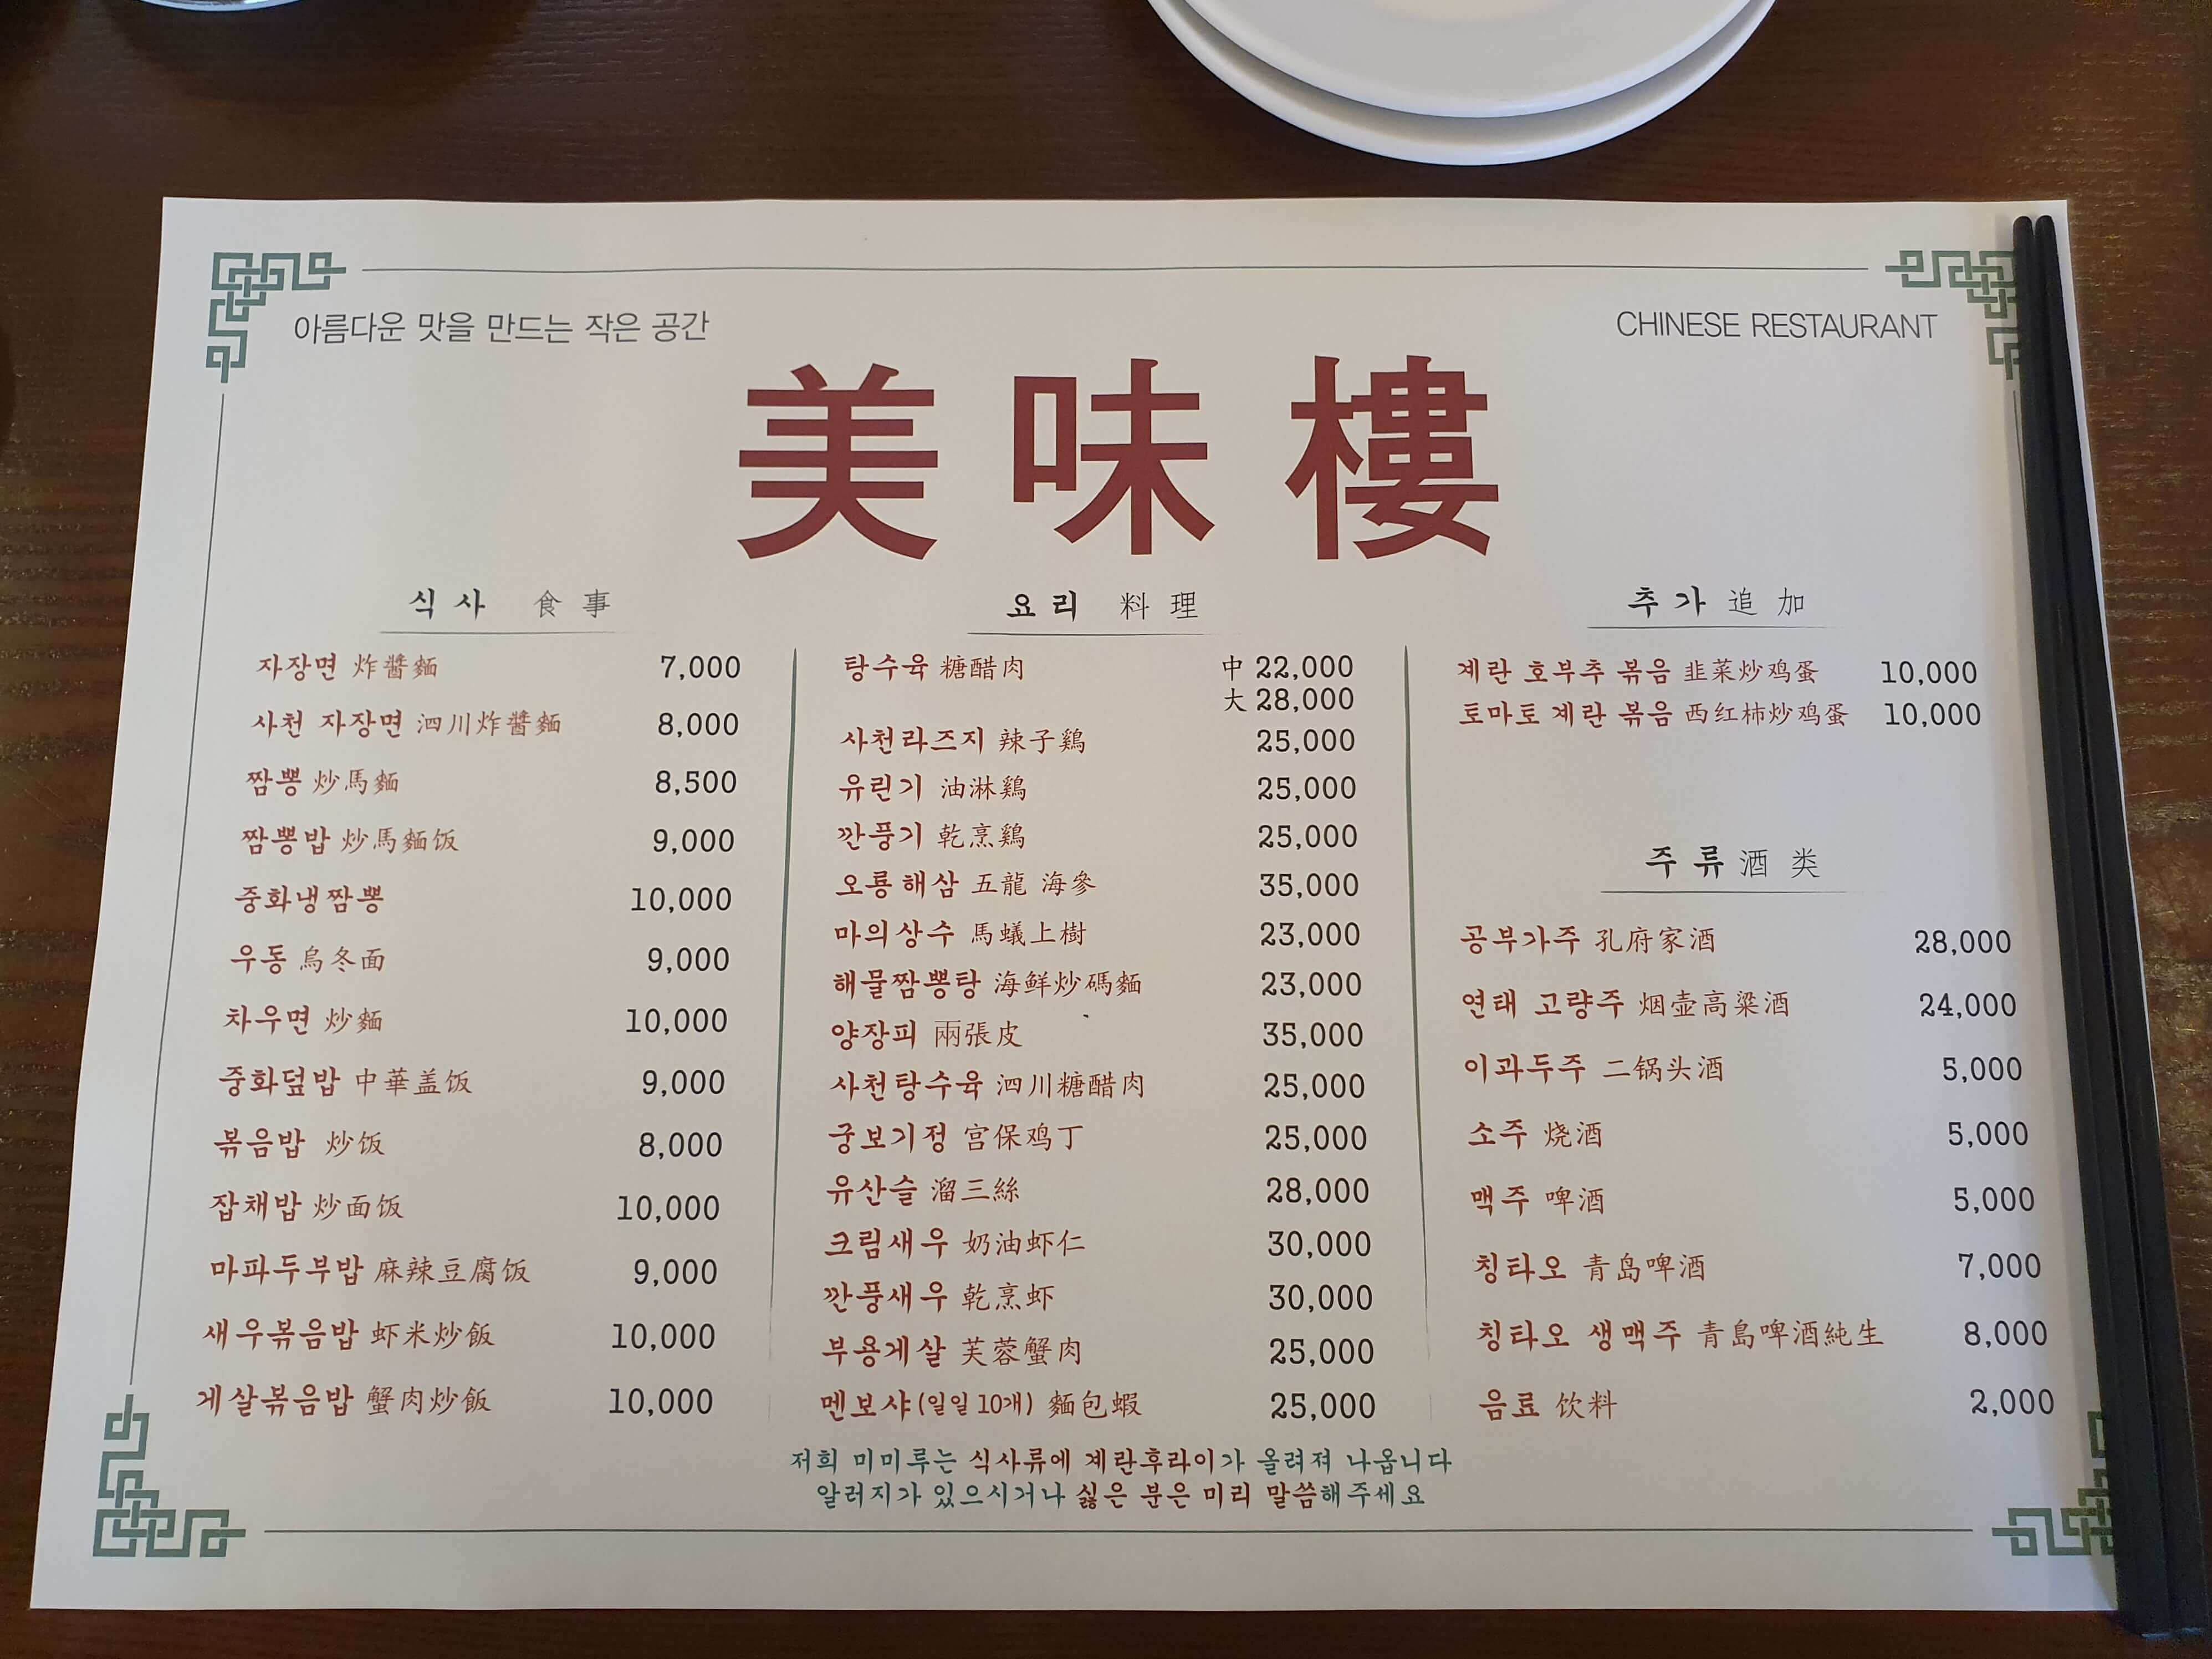 아름다운 맛을 만드는 작은 공간
CHINESE RESTAURANT
美味樓
식사 食事
자장면 炸醬麵 7,000
사천 자장면 泗川炸醬麵 8,000
짬뽕 炒馬麵 8,500
짬뽕밥 炒馬麵饭 9,000
중화냉짬뽕 10,000
우동 烏冬面 9,000
차우면 炒麵 10,000
중화덮밥 中華盖饭 9,000
볶음밥 炒饭 8,000
잡채밥 炒面饭 10,000
마파두부밥 麻辣豆腐饭 9,000
새우볶음밥 虾米炒飯 10,000
게살볶음밥 蟹肉炒飯 10,000
요리 料理
탕수육 糖醋肉 中 22,000
大 28,000
사천라즈지 辣子鷄 25,000
유린기 油淋鷄 25,000
깐풍기 乾烹鷄 25,000
오룡해삼 五龍 海參 35,000
마의상수 馬蟻上樹 23,000
해물짬뽕탕 海鲜炒碼麵 23,000
양장피 兩張皮 35,000
사천탕수육 泗川糖醋肉 25,000
궁보기정 宫保鸡丁 25,000
유산슬 溜三絲 28,000
크림새우 奶油虾仁 30,000
깐풍새우 乾烹虾 30,000
부용게살 芙蓉蟹肉 25,000
멘보샤(일일 10개) 麵包蝦 25,000
추가 追加
계란 호부추 볶음 韭菜炒鸡蛋 10,000
토마토 계란 볶음 西红柿炒鸡蛋 10,000
주류 酒类
공부가주 孔府家酒 28,000
연태 고량주 烟壶高粱酒 24,000
이과두주 二锅头酒 5,000
소주 烧酒 5,000
맥주 啤酒 5,000
칭타오 青岛啤酒 7,000
칭타오 생맥주 青島啤酒純生 8,000
음료 饮料 2,000
저희 미미루는 식사류에 계란후라이가 올려져 나옵니다
알러지가 있으시거나 싫은 분은 미리 말씀해주세요